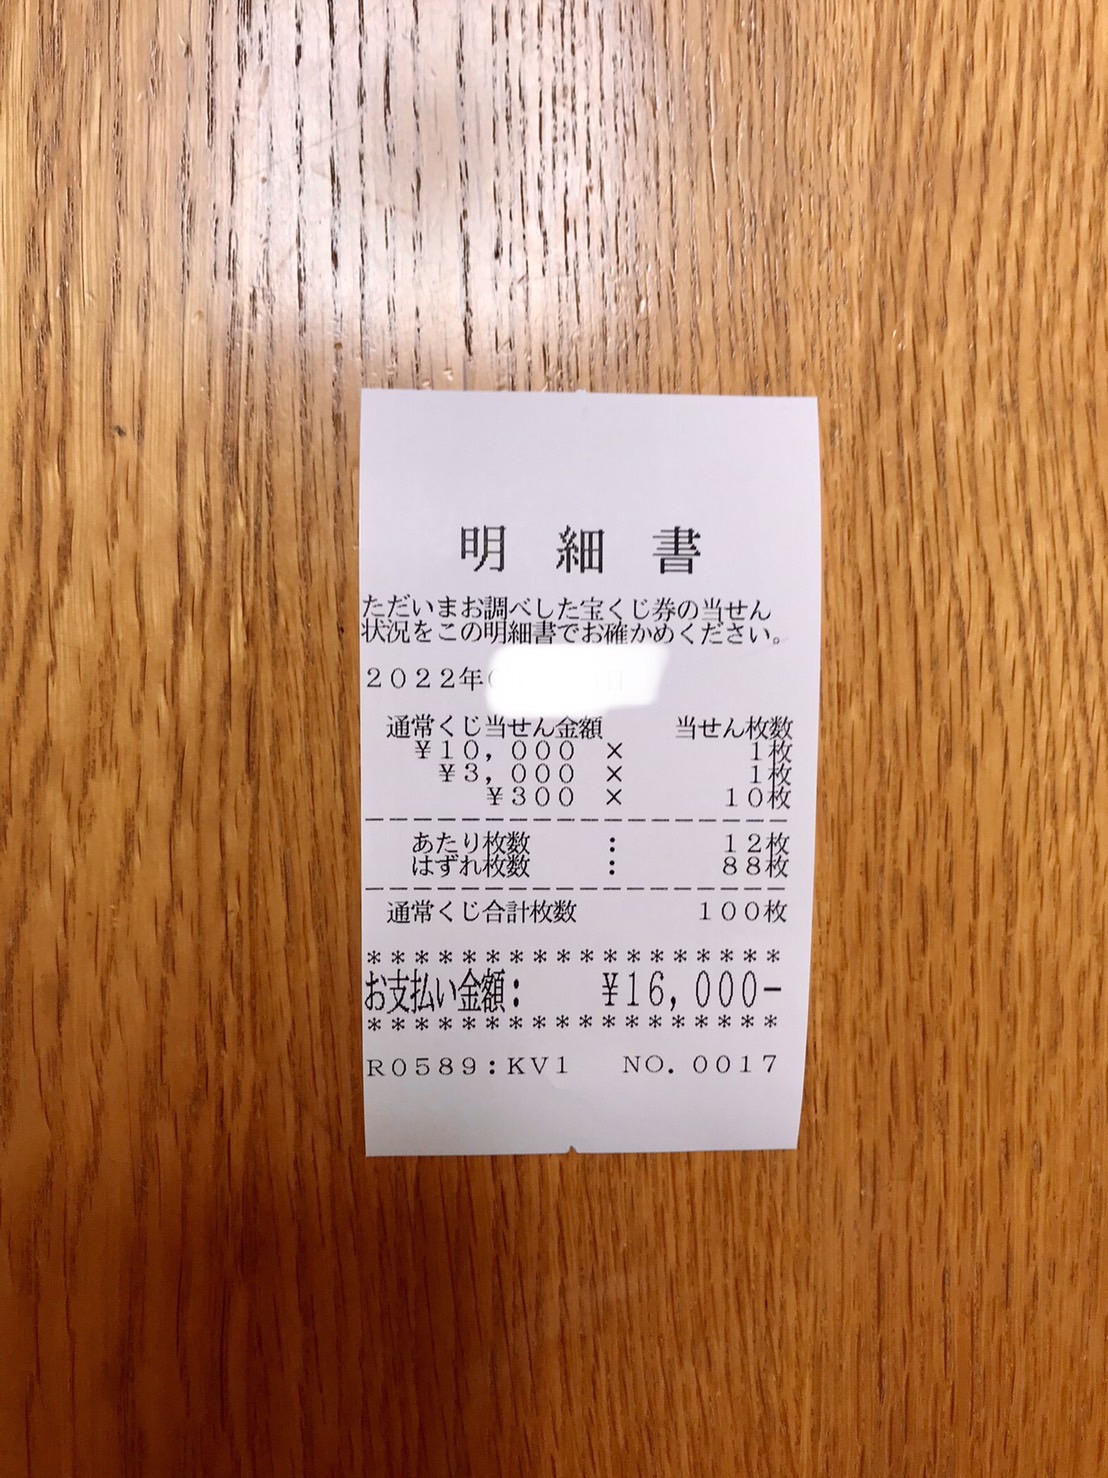 明細書
ただいまお調べした宝くじ券の当せん
状況をこの明細書でお確かめください。
２０２２年
通常くじ当せん金額 当せん枚数
￥１０，０００ × １枚
￥３，０００ × １枚
￥３００ × １０枚
あたり枚数 ： １２枚
はずれ枚数 ： ８８枚
通常くじ合計枚数 １００枚
＊＊＊＊＊＊＊＊＊＊＊＊＊＊＊＊＊＊
お支払い金額： ￥１６，０００−
＊＊＊＊＊＊＊＊＊＊＊＊＊＊＊＊＊＊
Ｒ０５８９：ＫＶ１ ＮＯ．００１７